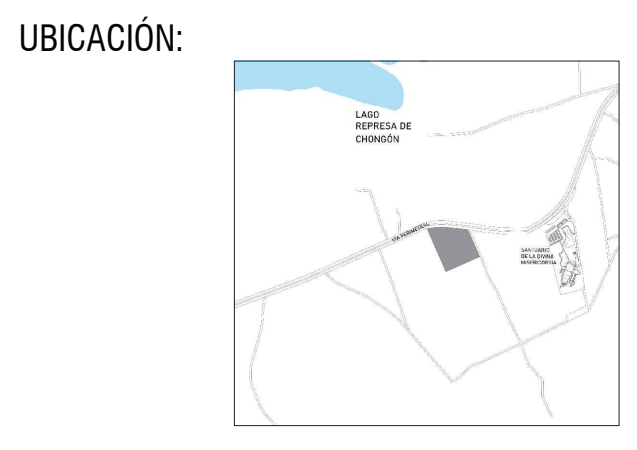 UBICACIÓN:
LAGO
REPRESA DE
CHONGÓN
VÍA PERIMETRAL
SANTUARIO
DE LA DIVINA
MISERICORDIA